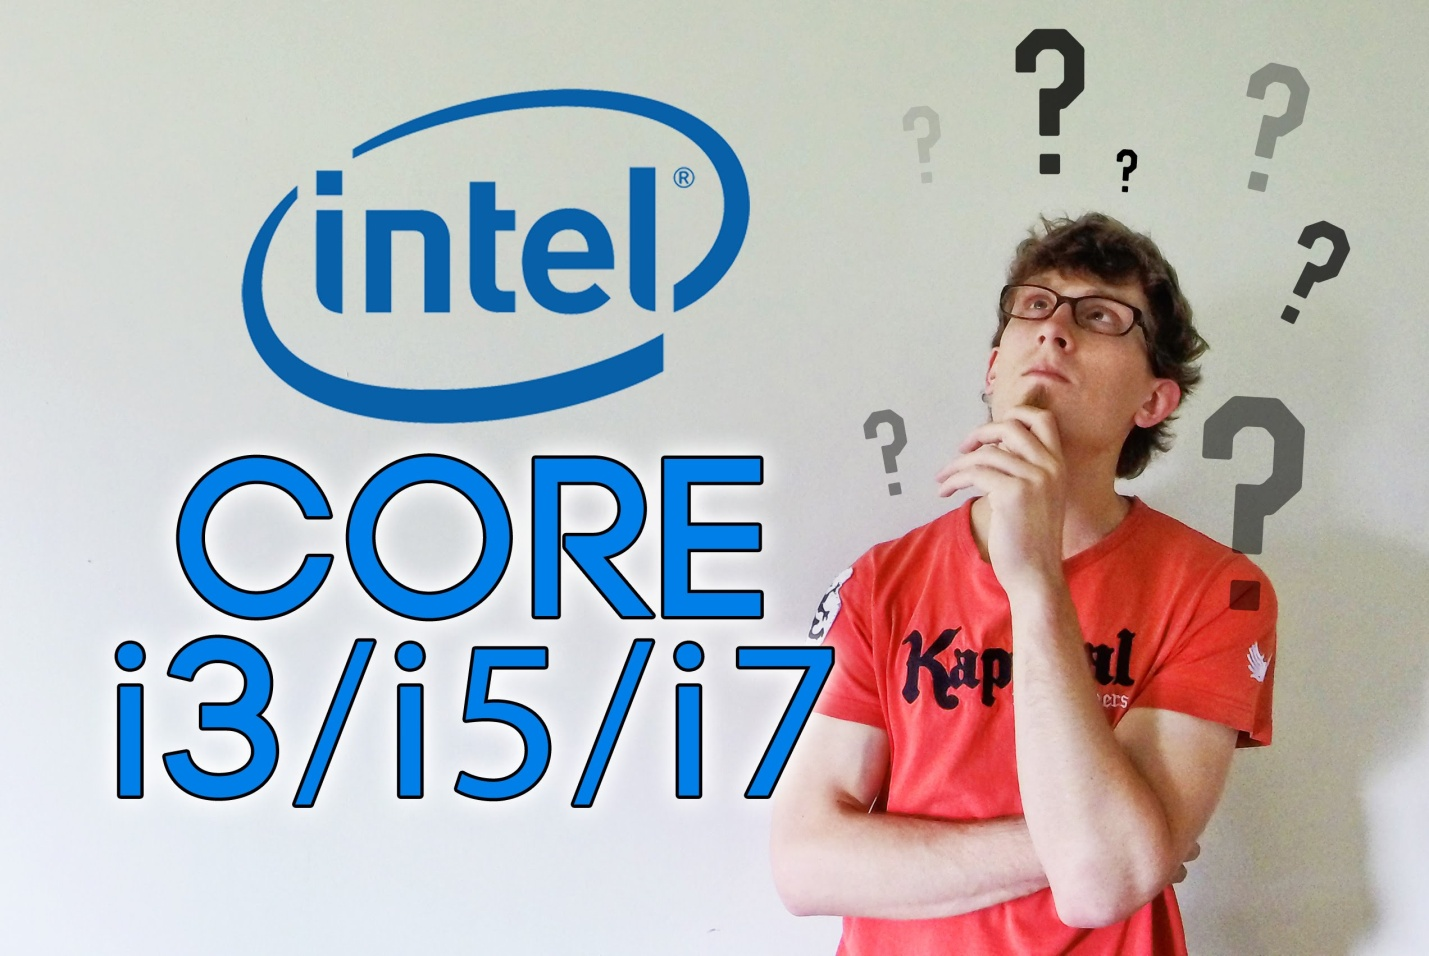 intel®
CORE
i3/i5/i7
? ? ? ? ? ? ?